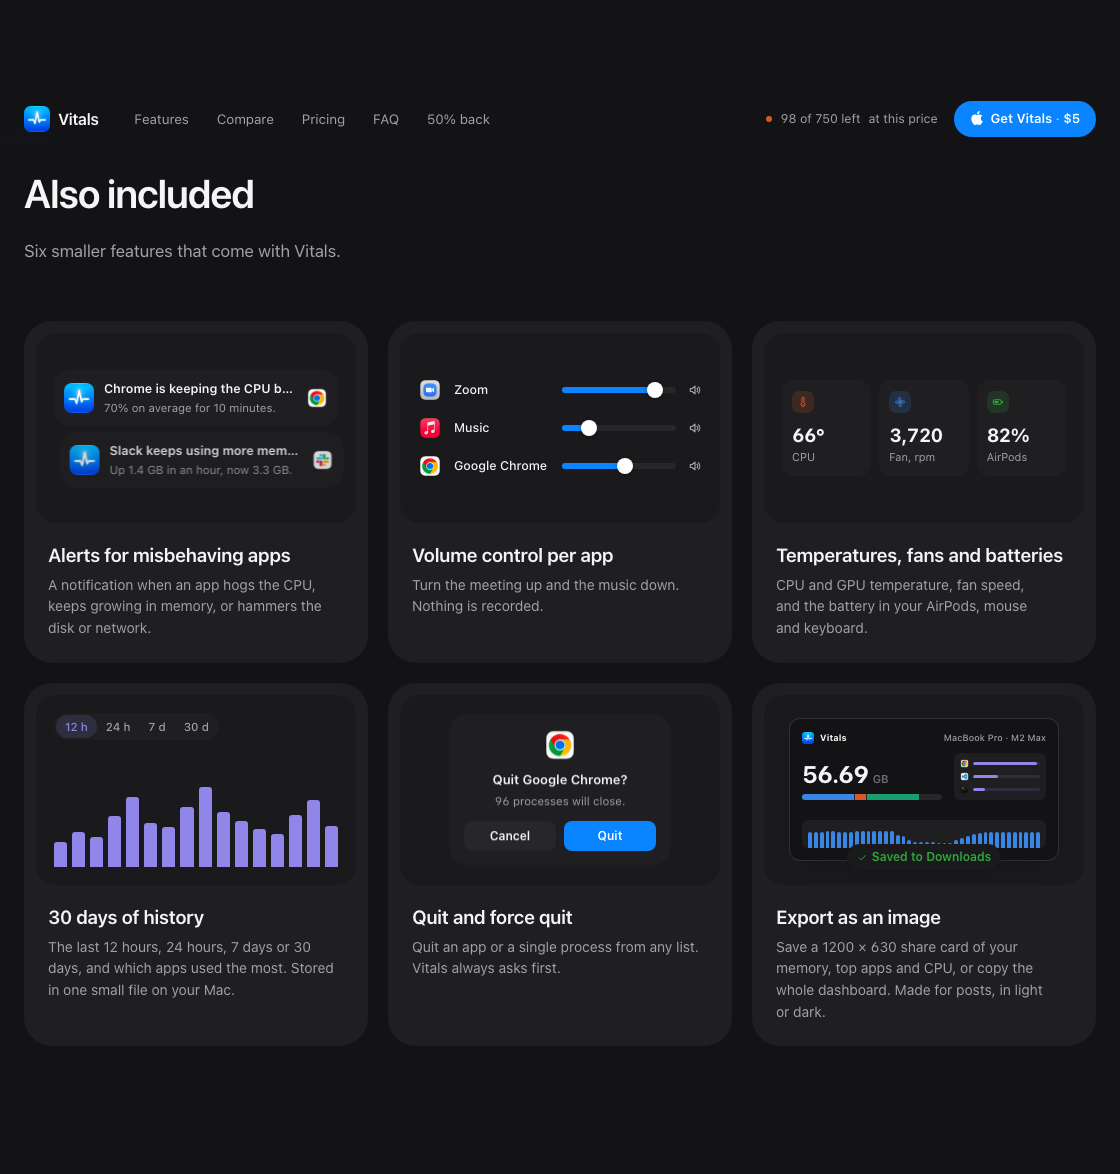 Vitals
Features
Compare
Pricing
FAQ
50% back
98 of 750 left at this price
Get Vitals · $5
Also included
Six smaller features that come with Vitals.
Chrome is keeping the CPU b...
70% on average for 10 minutes.
Slack keeps using more mem...
Up 1.4 GB in an hour, now 3.3 GB.
Alerts for misbehaving apps
A notification when an app hogs the CPU,
keeps growing in memory, or hammers the
disk or network.
Zoom
Music
Google Chrome
Volume control per app
Turn the meeting up and the music down.
Nothing is recorded.
66°
CPU
3,720
Fan, rpm
82%
AirPods
Temperatures, fans and batteries
CPU and GPU temperature, fan speed,
and the battery in your AirPods, mouse
and keyboard.
12 h
24 h
7 d
30 d
30 days of history
The last 12 hours, 24 hours, 7 days or 30
days, and which apps used the most. Stored
in one small file on your Mac.
Quit Google Chrome?
96 processes will close.
Cancel
Quit
Quit and force quit
Quit an app or a single process from any list.
Vitals always asks first.
Vitals
MacBook Pro · M2 Max
56.69 GB
Saved to Downloads
Export as an image
Save a 1200 × 630 share card of your
memory, top apps and CPU, or copy the
whole dashboard. Made for posts, in light
or dark.